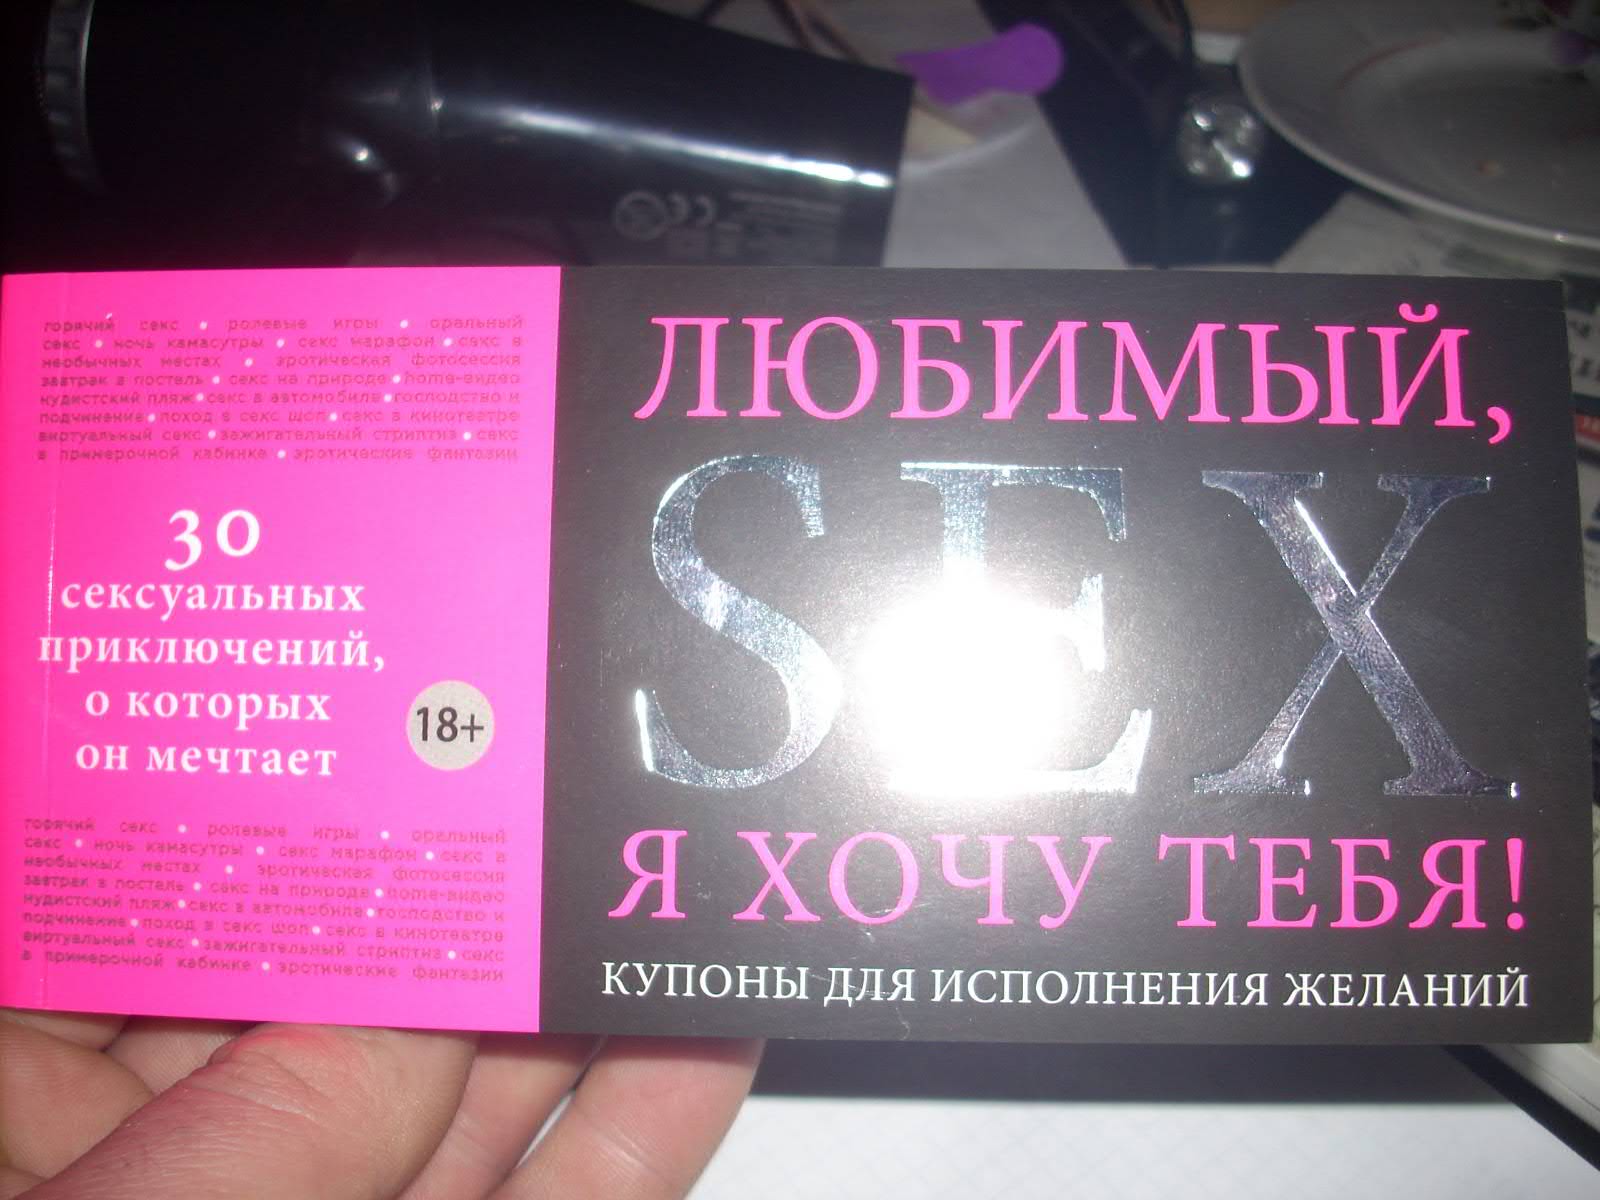 горячий секс • ролевые игры • оральный
секс • ночь камасутры • секс марафон • секс в
необычных местах • эротическая фотосессия
завтрак в постель • секс на природе • home-видео
нудистский пляж • секс в автомобиле • господство и
подчинение • поход в секс шоп • секс в кинотеатре
виртуальный секс • зажигательный стриптиз • секс
в примерочной кабинке • эротические фантазии
30
сексуальных
приключений,
о которых
он мечтает
18+
горячий секс • ролевые игры • оральный
секс • ночь камасутры • секс марафон • секс в
необычных местах • эротическая фотосессия
завтрак в постель • секс на природе • home-видео
нудистский пляж • секс в автомобиле • господство и
подчинение • поход в секс шоп • секс в кинотеатре
виртуальный секс • зажигательный стриптиз • секс
в примерочной кабинке • эротические фантазии
ЛЮБИМЫЙ,
SEX
Я ХОЧУ ТЕБЯ!
КУПОНЫ ДЛЯ ИСПОЛНЕНИЯ ЖЕЛАНИЙ
CE